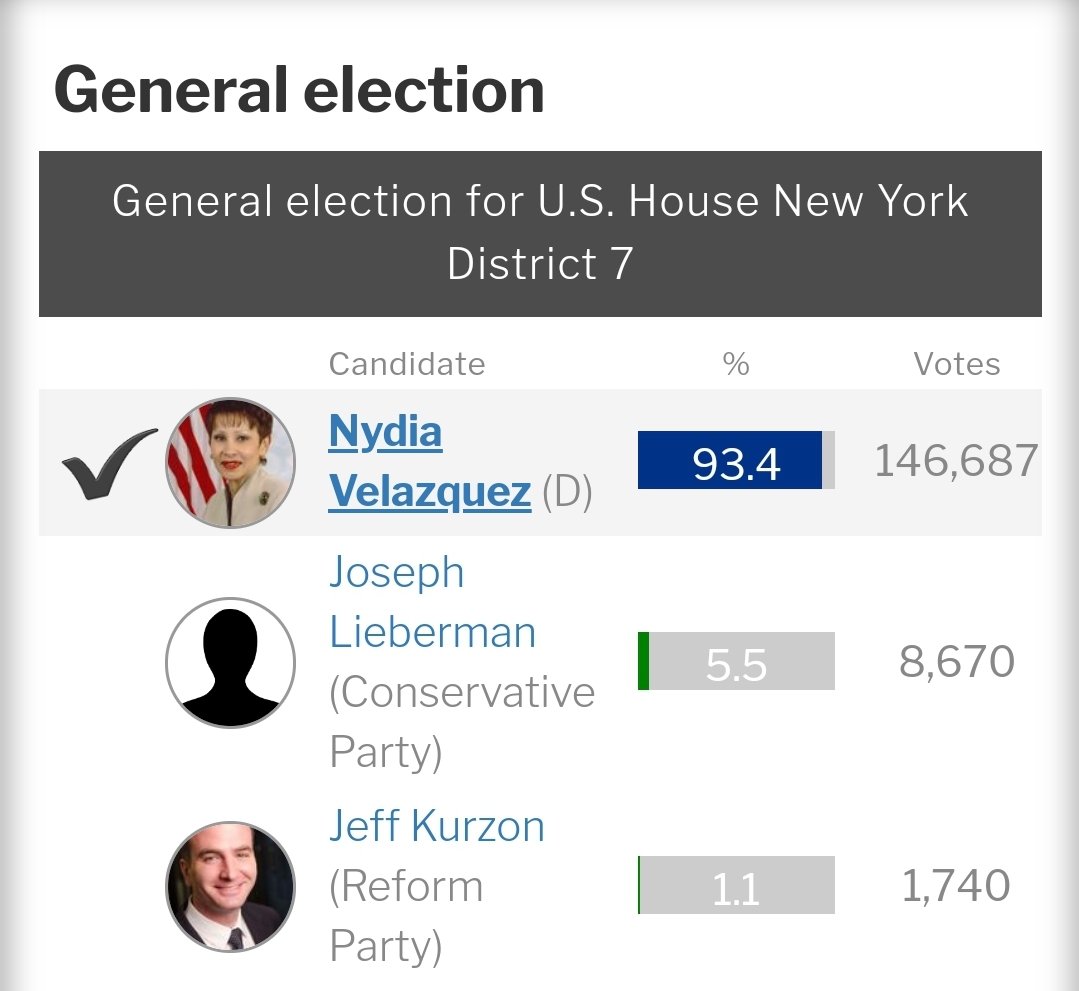 General election
General election for U.S. House New York
District 7
Candidate % Votes
Nydia
Velazquez (D) 93.4 146,687
Joseph
Lieberman
(Conservative
Party) 5.5 8,670
Jeff Kurzon
(Reform
Party) 1.1 1,740